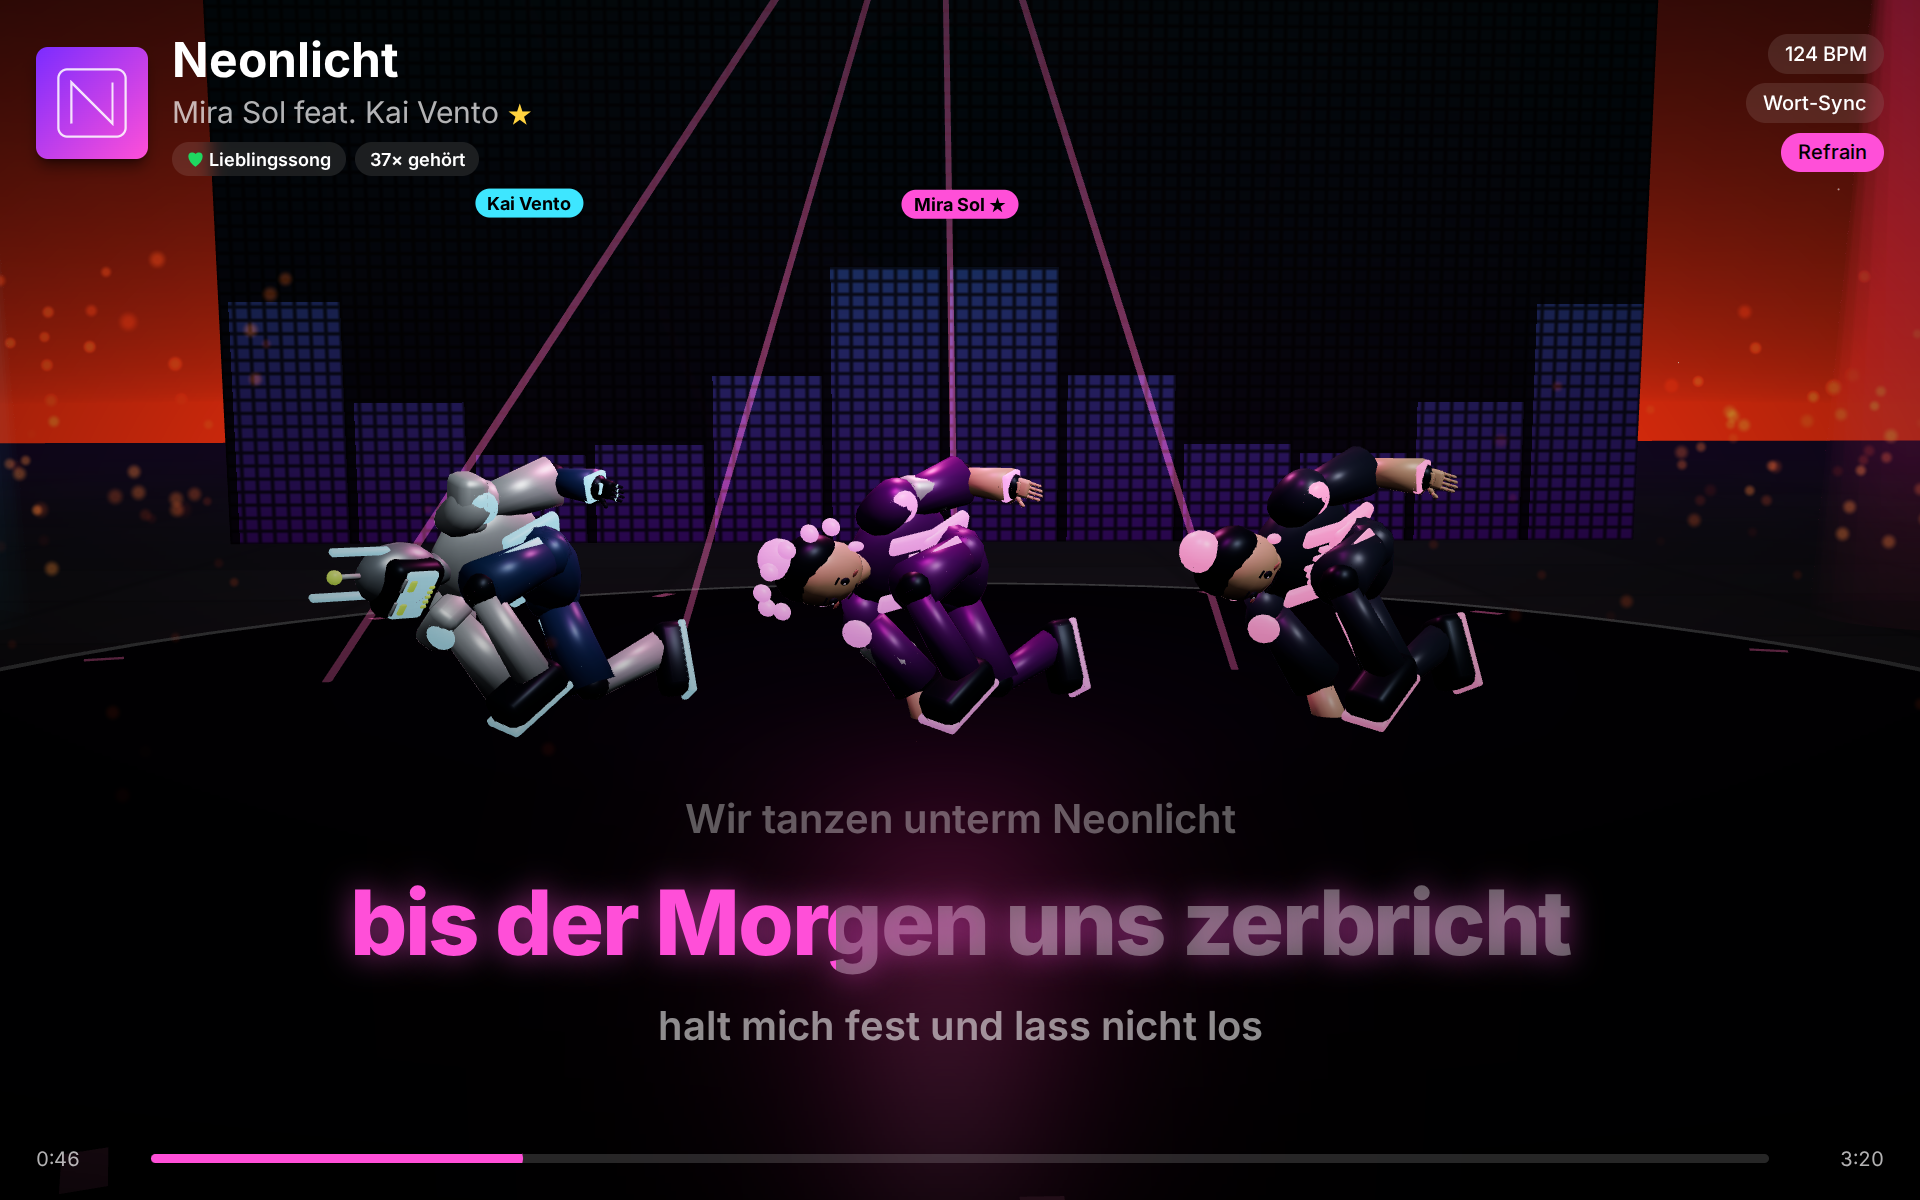 Neonlicht
Mira Sol feat. Kai Vento ★
Lieblingssong
37× gehört
124 BPM
Wort-Sync
Refrain
Kai Vento
Mira Sol ★
Wir tanzen unterm Neonlicht
bis der Morgen uns zerbricht
halt mich fest und lass nicht los
0:46
3:20